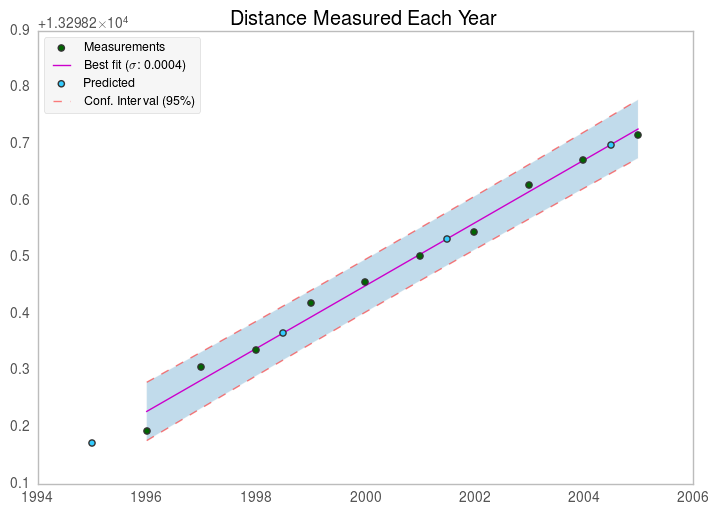 Distance Measured Each Year
+1.32982×10⁴
0.9
0.8
0.7
0.6
0.5
0.4
0.3
0.2
0.1
Measurements
Best fit (σ: 0.0004)
Predicted
Conf. Interval (95%)
1994 1996 1998 2000 2002 2004 2006